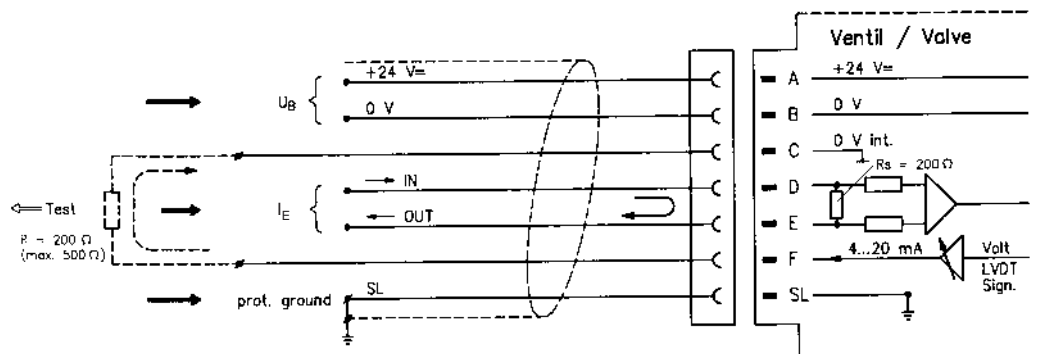 Ventil / Valve
+24 V=
U_B
0 V
IN
I_E
OUT
Test
R = 200 Ω
(max. 500 Ω)
prot. ground
SL
A +24 V=
B 0 V
C 0 V int.
Rs = 200 Ω
D
E
F 4...20 mA
Volt
LVDT
Sign.
SL